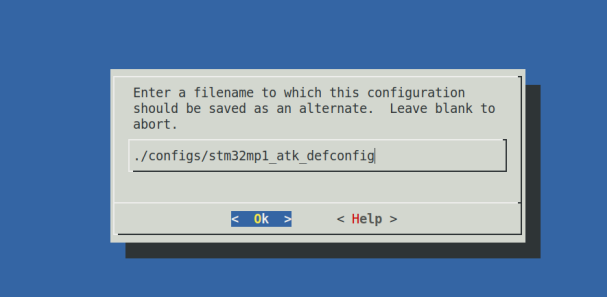 Enter a filename to which this configuration
should be saved as an alternate.  Leave blank to
abort.
./configs/stm32mp1_atk_defconfig
<  Ok  >      < Help >